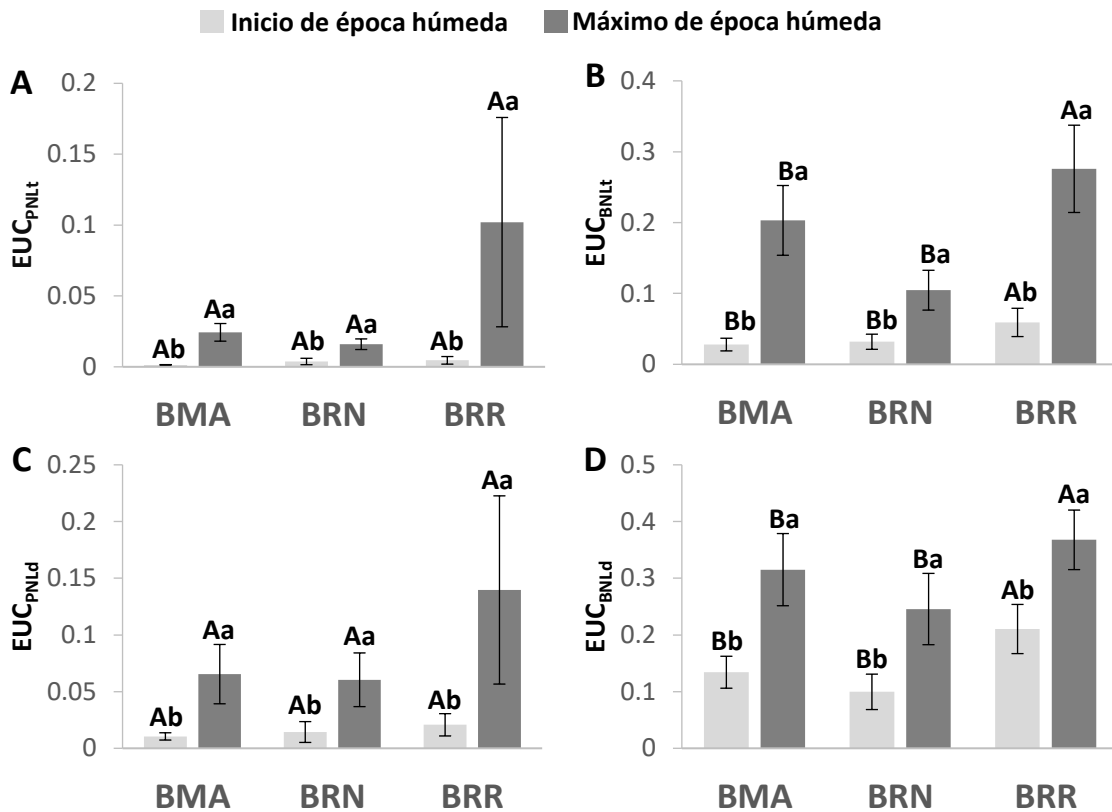 Inicio de época húmeda Máximo de época húmeda
A
0.2
0.15
0.1
0.05
0
EUCPNLt
Ab Aa Ab Aa Ab Aa
BMA BRN BRR
B
0.4
0.3
0.2
0.1
0
EUCBNLt
Bb Ba Bb Ba Ab Aa
BMA BRN BRR
C
0.25
0.2
0.15
0.1
0.05
0
EUCPNLd
Ab Aa Ab Aa Ab Aa
BMA BRN BRR
D
0.5
0.4
0.3
0.2
0.1
0
EUCBNLd
Bb Ba Bb Ba Ab Aa
BMA BRN BRR